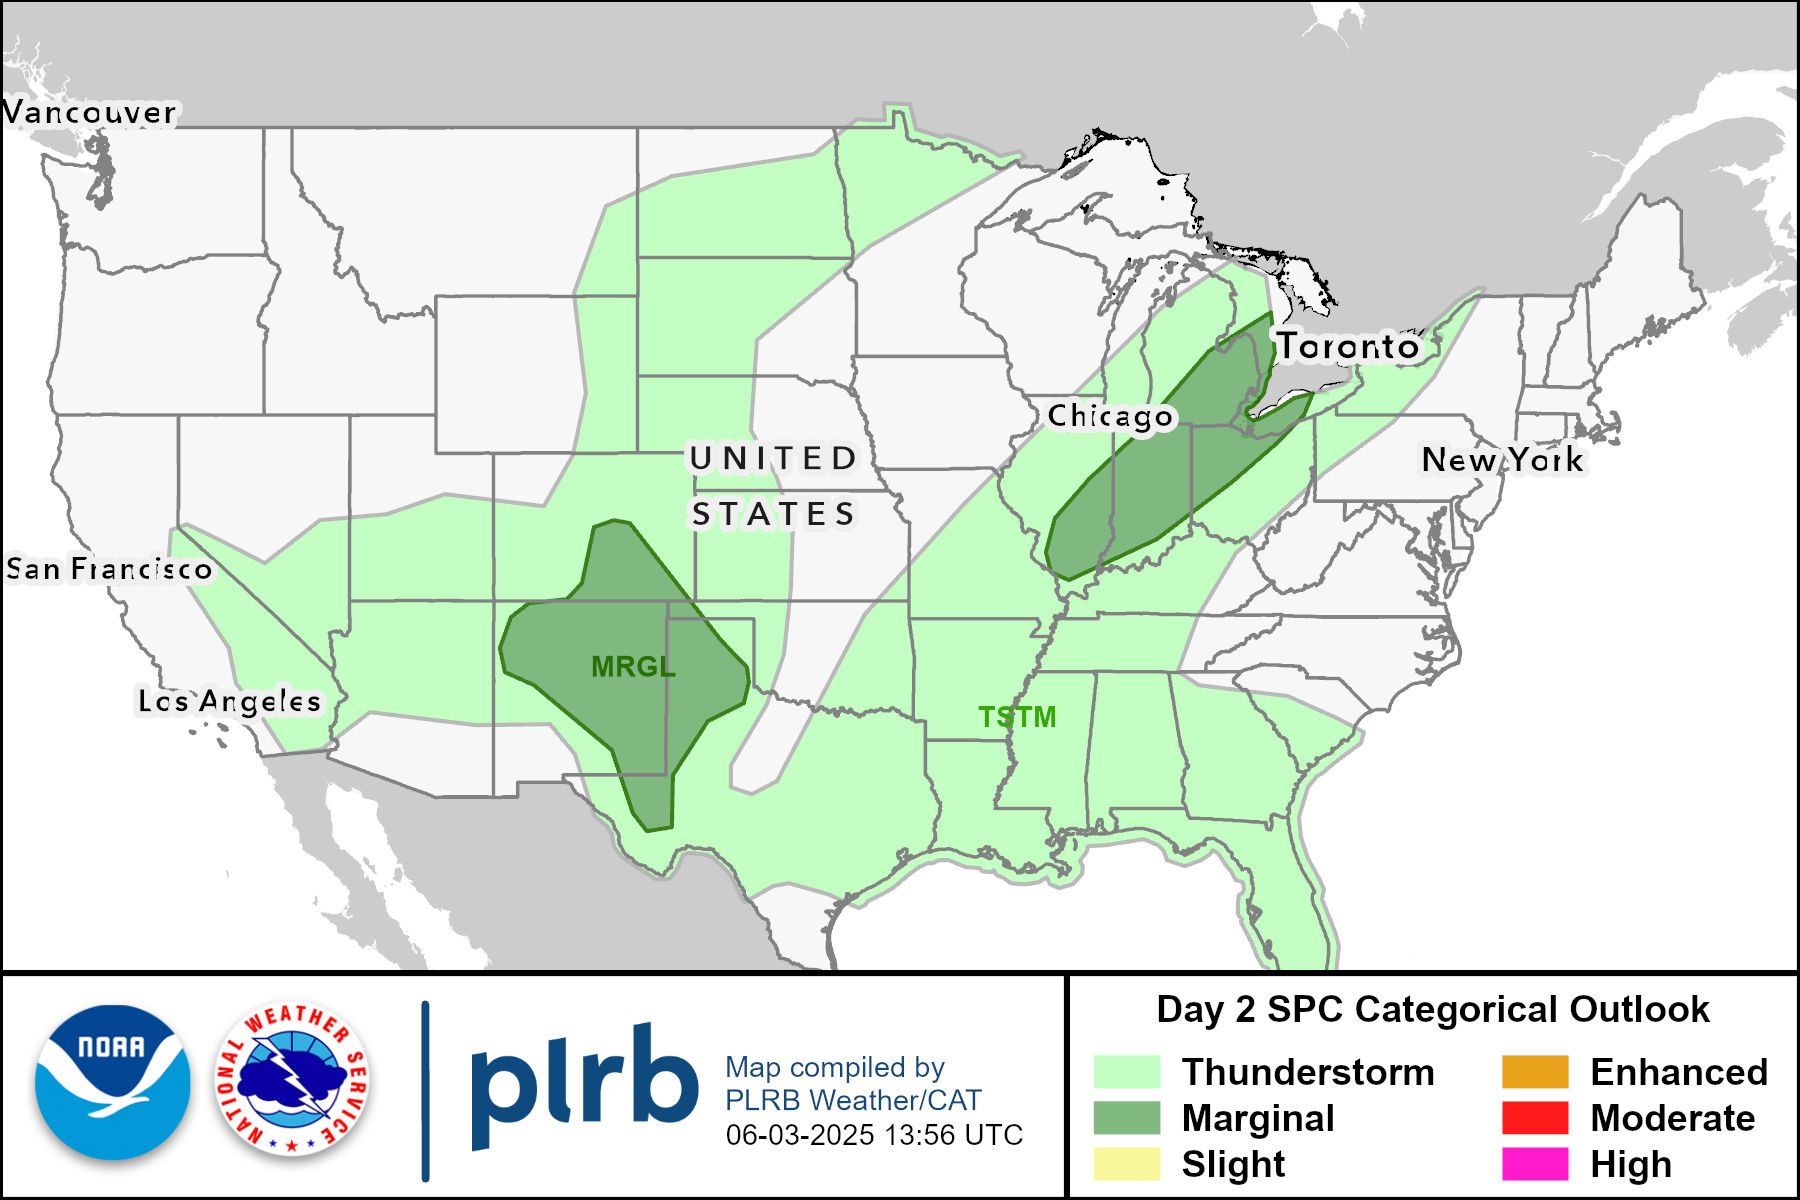 Vancouver
Toronto
Chicago
UNITED
STATES
New York
San Francisco
Los Angeles
MRGL
TSTM
NOAA
NATIONAL WEATHER SERVICE
plrb
Map compiled by
PLRB Weather/CAT
06-03-2025 13:56 UTC
Day 2 SPC Categorical Outlook
Thunderstorm
Marginal
Slight
Enhanced
Moderate
High